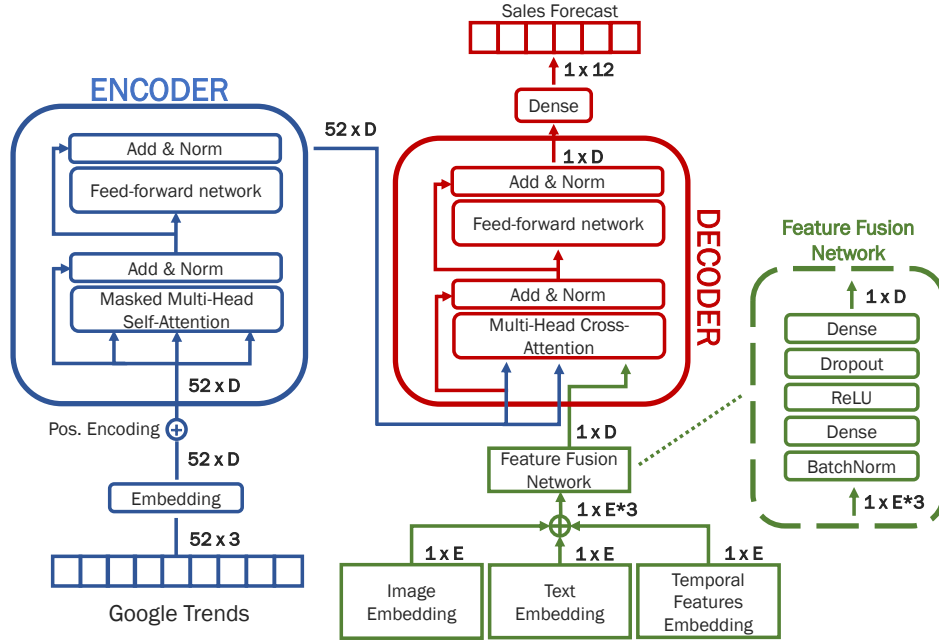 Sales Forecast
1 x 12
Dense
1 x D
DECODER
Add & Norm
Feed-forward network
Add & Norm
Multi-Head Cross-
Attention
ENCODER
52 x D
Add & Norm
Feed-forward network
Add & Norm
Masked Multi-Head
Self-Attention
52 x D
Pos. Encoding
52 x D
Embedding
52 x 3
Google Trends
1 x D
Feature Fusion
Network
1 x E*3
1 x E
1 x E
1 x E
Image
Embedding
Text
Embedding
Temporal
Features
Embedding
Feature Fusion
Network
1 x D
Dense
Dropout
ReLU
Dense
BatchNorm
1 x E*3